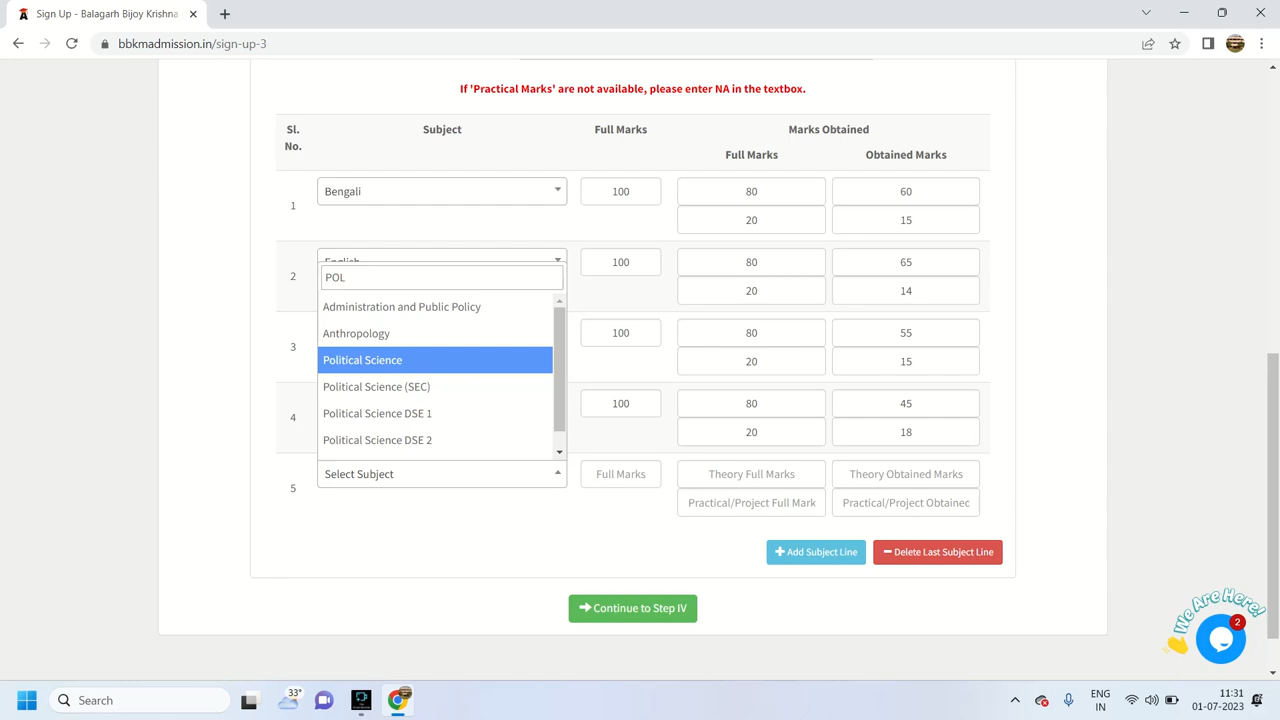 Sign Up - Balagarh Bijoy Krishna
bbkmadmission.in/sign-up-3
If 'Practical Marks' are not available, please enter NA in the textbox.
Sl. No. Subject Full Marks Marks Obtained
Full Marks Obtained Marks
1 Bengali 100 80 60
20 15
2 English 100 80 65
20 14
POL
Administration and Public Policy
Anthropology
3 100 80 55
20 15
Political Science
Political Science (SEC)
4 100 80 45
20 18
Political Science DSE 1
Political Science DSE 2
5 Select Subject Full Marks Theory Full Marks Theory Obtained Marks
Practical/Project Full Mark Practical/Project Obtained
Add Subject Line Delete Last Subject Line
Continue to Step IV
We Are Here!
2
Search 33° ENG IN 11:31 01-07-2023